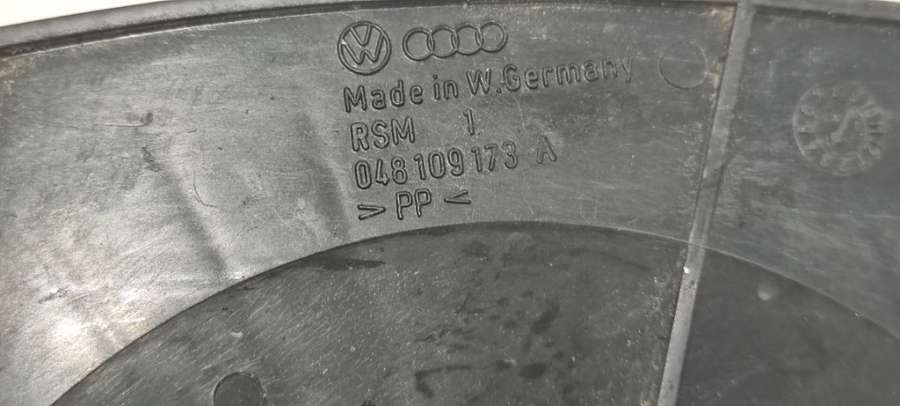 Made in W.Germany
RSM 1
048 109 173 A
> PP <